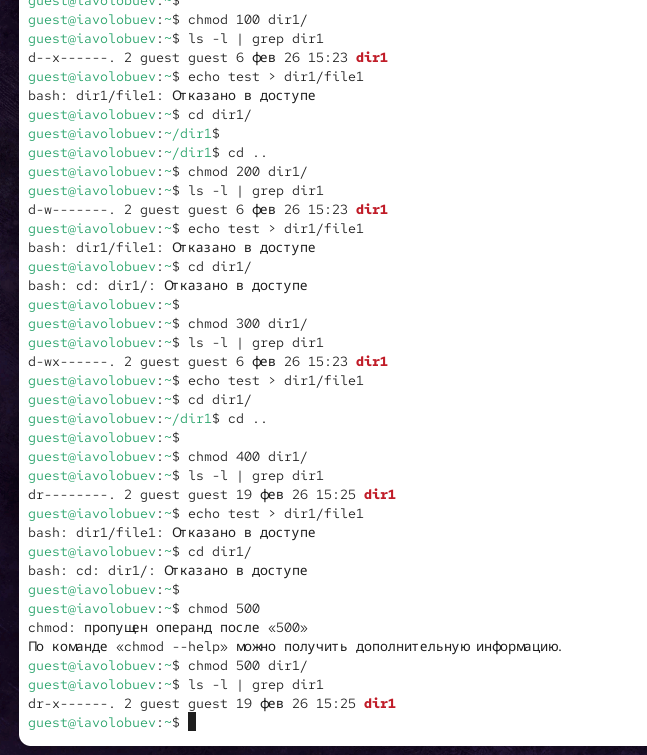 guest@iavolobuev:~$
guest@iavolobuev:~$ chmod 100 dir1/
guest@iavolobuev:~$ ls -l | grep dir1
d--x------. 2 guest guest 6 фев 26 15:23 dir1
guest@iavolobuev:~$ echo test > dir1/file1
bash: dir1/file1: Отказано в доступе
guest@iavolobuev:~$ cd dir1/
guest@iavolobuev:~/dir1$
guest@iavolobuev:~/dir1$ cd ..
guest@iavolobuev:~$ chmod 200 dir1/
guest@iavolobuev:~$ ls -l | grep dir1
d-w-------. 2 guest guest 6 фев 26 15:23 dir1
guest@iavolobuev:~$ echo test > dir1/file1
bash: dir1/file1: Отказано в доступе
guest@iavolobuev:~$ cd dir1/
bash: cd: dir1/: Отказано в доступе
guest@iavolobuev:~$
guest@iavolobuev:~$ chmod 300 dir1/
guest@iavolobuev:~$ ls -l | grep dir1
d-wx------. 2 guest guest 6 фев 26 15:23 dir1
guest@iavolobuev:~$ echo test > dir1/file1
guest@iavolobuev:~$ cd dir1/
guest@iavolobuev:~/dir1$ cd ..
guest@iavolobuev:~$
guest@iavolobuev:~$ chmod 400 dir1/
guest@iavolobuev:~$ ls -l | grep dir1
dr--------. 2 guest guest 19 фев 26 15:25 dir1
guest@iavolobuev:~$ echo test > dir1/file1
bash: dir1/file1: Отказано в доступе
guest@iavolobuev:~$ cd dir1/
bash: cd: dir1/: Отказано в доступе
guest@iavolobuev:~$
guest@iavolobuev:~$ chmod 500
chmod: пропущен операнд после «500»
По команде «chmod --help» можно получить дополнительную информацию.
guest@iavolobuev:~$ chmod 500 dir1/
guest@iavolobuev:~$ ls -l | grep dir1
dr-x------. 2 guest guest 19 фев 26 15:25 dir1
guest@iavolobuev:~$